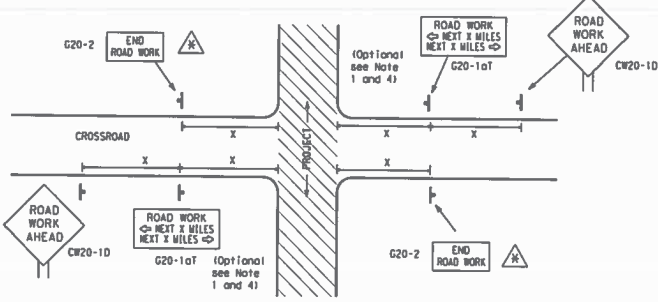 G20-2
END
ROAD WORK
*
(Optional
see Note
1 and 4)
ROAD WORK
⇦ NEXT X MILES
NEXT X MILES ⇨
G20-1aT
ROAD
WORK
AHEAD
CW20-1D
CROSSROAD
X
X
X
PROJECT
X
X
X
ROAD
WORK
AHEAD
CW20-1D
ROAD WORK
⇦ NEXT X MILES
NEXT X MILES ⇨
G20-1aT
(Optional
see Note
1 and 4)
G20-2
END
ROAD WORK
*